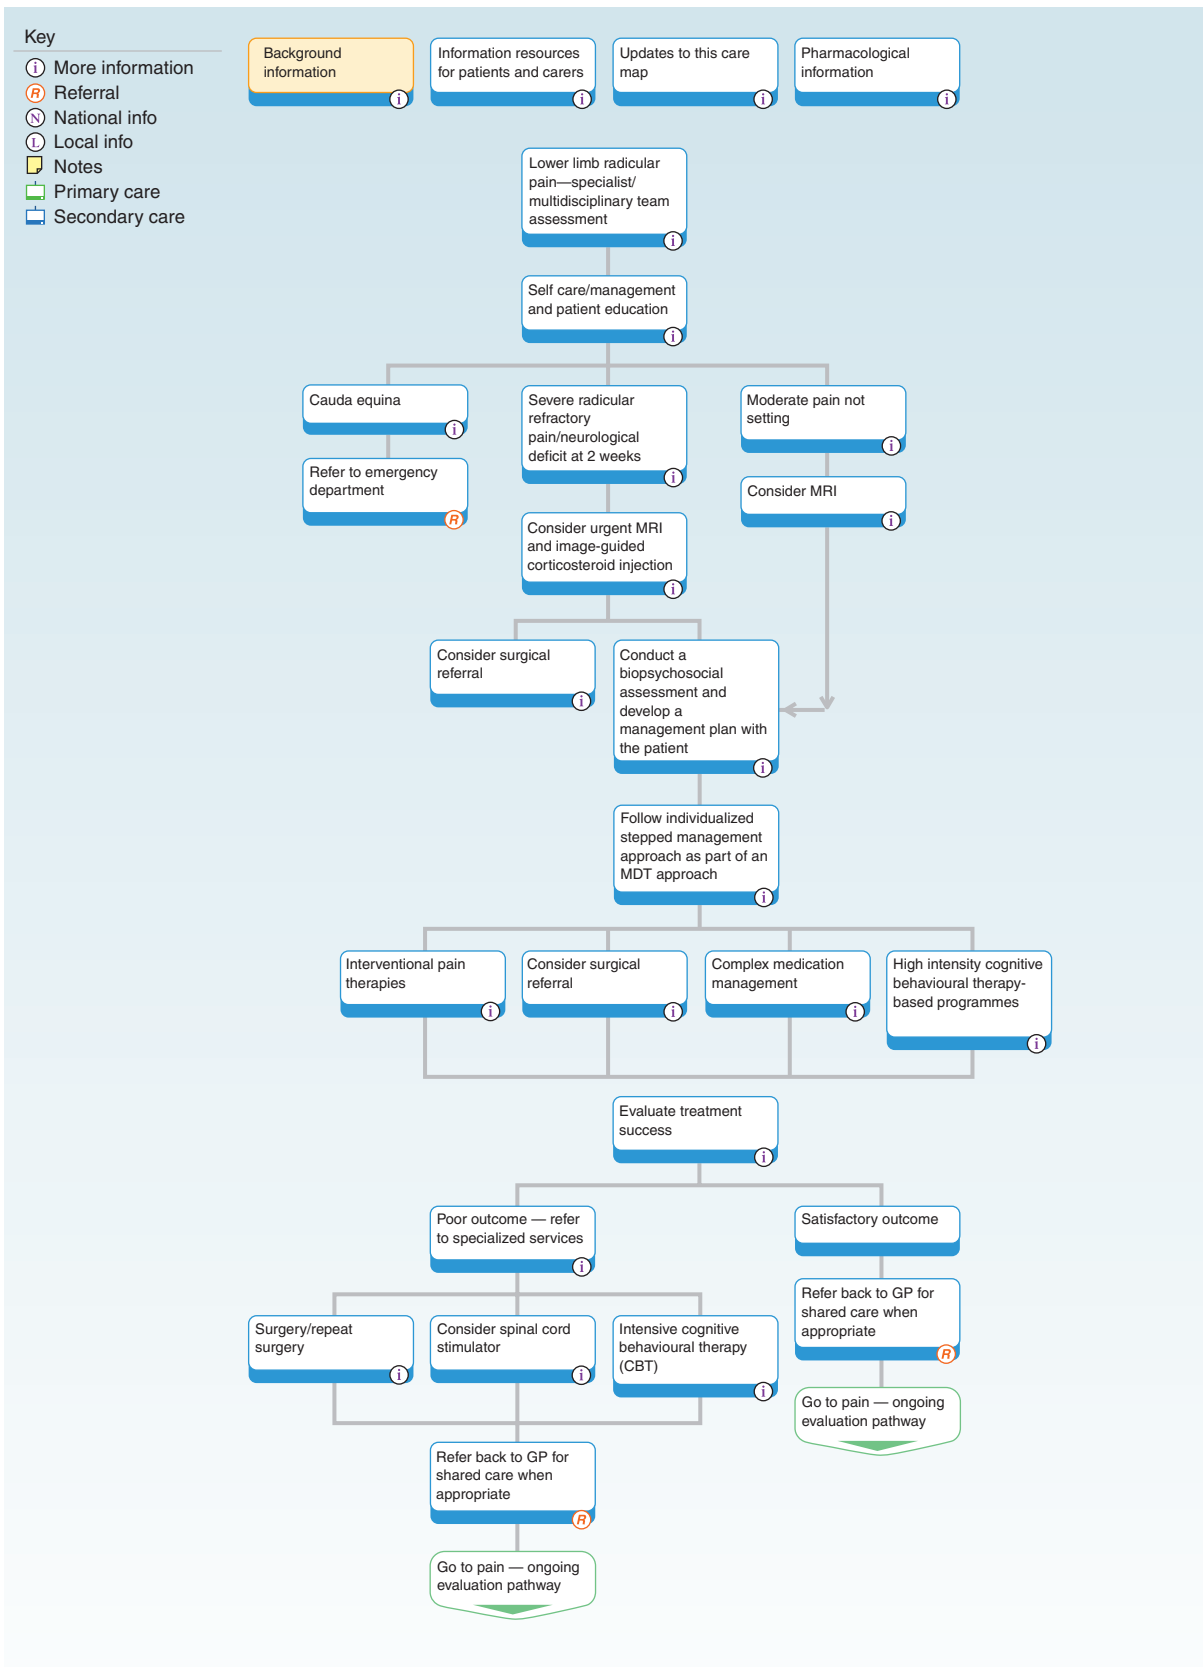 Key
i More information
R Referral
N National info
L Local info
Notes
Primary care
Secondary care
Background
information
i
Information resources
for patients and carers
i
Updates to this care
map
i
Pharmacological
information
i
Lower limb radicular
pain—specialist/
multidisciplinary team
assessment
i
Self care/management
and patient education
i
Cauda equina
i
Refer to emergency
department
R
Severe radicular
refractory
pain/neurological
deficit at 2 weeks
i
Moderate pain not
setting
i
Consider MRI
i
Consider urgent MRI
and image-guided
corticosteroid injection
i
Consider surgical
referral
i
Conduct a
biopsychosocial
assessment and
develop a
management plan with
the patient
i
Follow individualized
stepped management
approach as part of an
MDT approach
i
Interventional pain
therapies
i
Consider surgical
referral
i
Complex medication
management
i
High intensity cognitive
behavioural therapy-
based programmes
i
Evaluate treatment
success
i
Poor outcome — refer
to specialized services
i
Satisfactory outcome
Refer back to GP for
shared care when
appropriate
R
Go to pain — ongoing
evaluation pathway
Surgery/repeat
surgery
i
Consider spinal cord
stimulator
i
Intensive cognitive
behavioural therapy
(CBT)
i
Refer back to GP for
shared care when
appropriate
R
Go to pain — ongoing
evaluation pathway